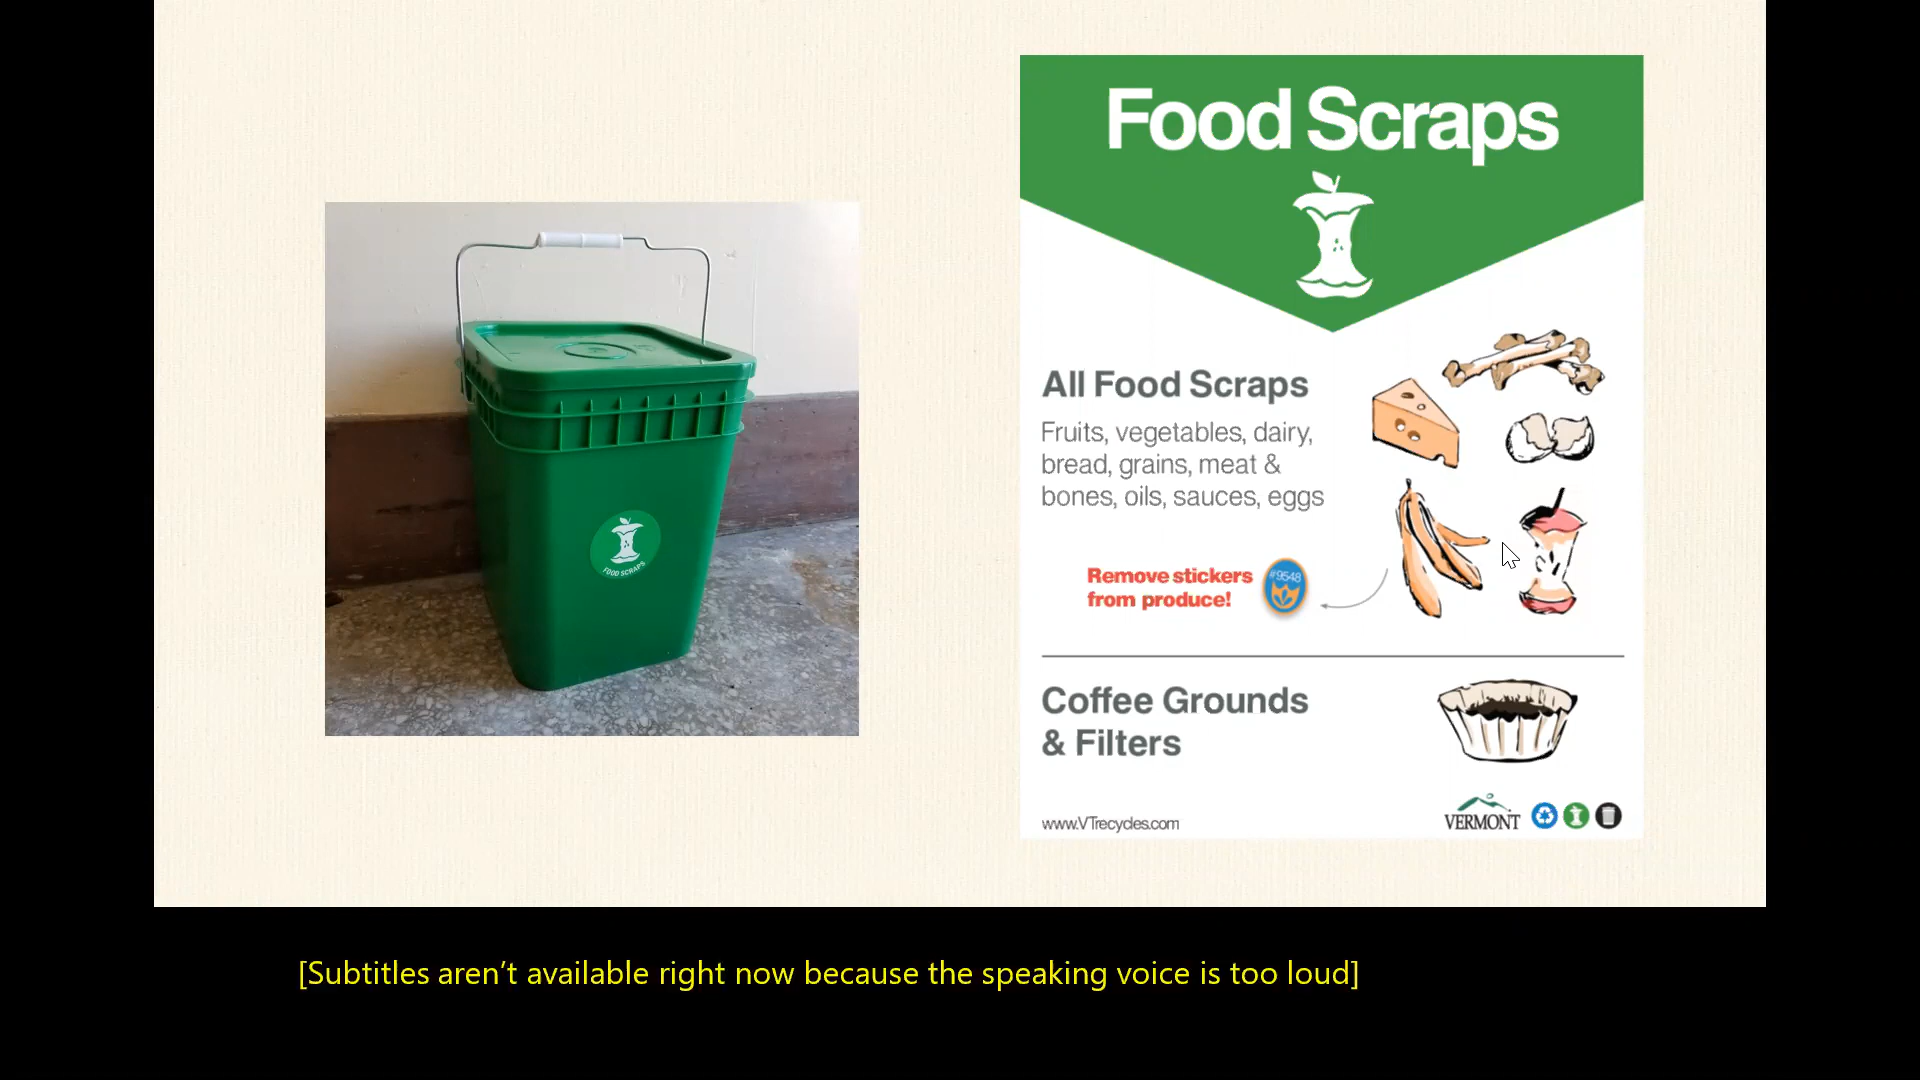 FOOD SCRAPS
Food Scraps
All Food Scraps
Fruits, vegetables, dairy,
bread, grains, meat &
bones, oils, sauces, eggs
Remove stickers
from produce!
#9548
Coffee Grounds
& Filters
www.VTrecycles.com
VERMONT
[Subtitles aren’t available right now because the speaking voice is too loud]